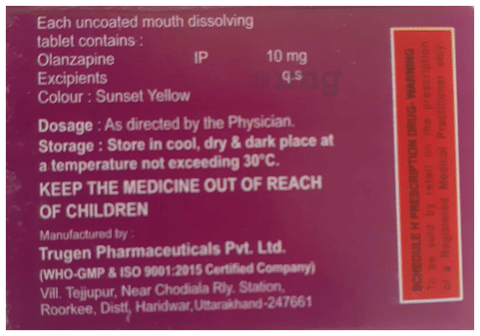 Each uncoated mouth dissolving
tablet contains :
Olanzapine IP 10 mg
Excipients q.s
Colour : Sunset Yellow
Dosage : As directed by the Physician.
Storage : Store in cool, dry & dark place at
a temperature not exceeding 30°C.
KEEP THE MEDICINE OUT OF REACH
OF CHILDREN
Manufactured by :
Trugen Pharmaceuticals Pvt. Ltd.
(WHO-GMP & ISO 9001:2015 Certified Company)
Vill. Tejjupur, Near Chodiala Rly. Station,
Roorkee, Distt, Haridwar, Uttarakhand-247661
SCHEDULE H PRESCRIPTION DRUG- WARNING :
To be sold by retail on the prescription
of a Registered Medical Practitioner only.